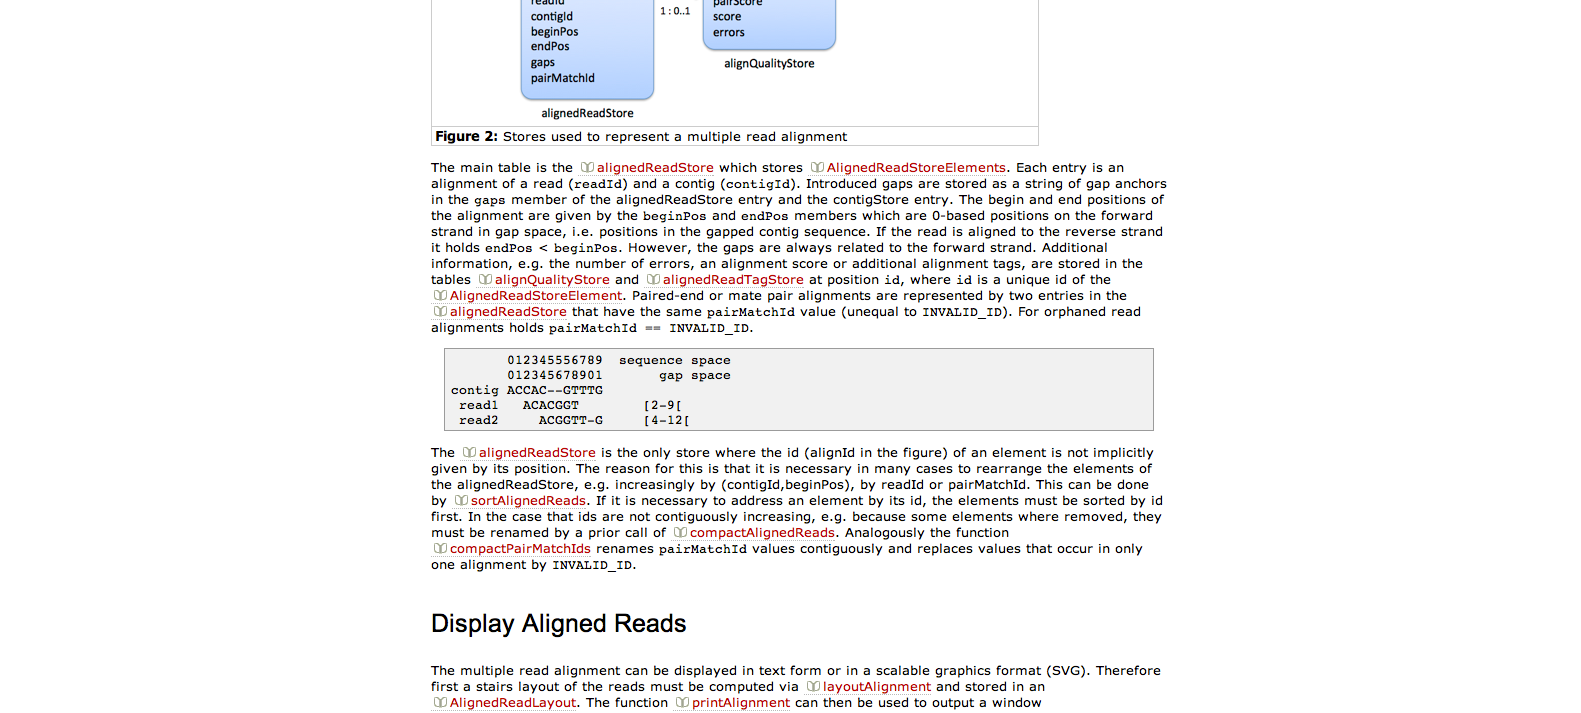 readId
contigId
beginPos
endPos
gaps
pairMatchId
alignedReadStore
1 : 0..1
pairScore
score
errors
alignQualityStore
Figure 2: Stores used to represent a multiple read alignment
The main table is the alignedReadStore which stores AlignedReadStoreElements. Each entry is an
alignment of a read (readId) and a contig (contigId). Introduced gaps are stored as a string of gap anchors
in the gaps member of the alignedReadStore entry and the contigStore entry. The begin and end positions of
the alignment are given by the beginPos and endPos members which are 0-based positions on the forward
strand in gap space, i.e. positions in the gapped contig sequence. If the read is aligned to the reverse strand
it holds endPos < beginPos. However, the gaps are always related to the forward strand. Additional
information, e.g. the number of errors, an alignment score or additional alignment tags, are stored in the
tables alignQualityStore and alignedReadTagStore at position id, where id is a unique id of the
AlignedReadStoreElement. Paired-end or mate pair alignments are represented by two entries in the
alignedReadStore that have the same pairMatchId value (unequal to INVALID_ID). For orphaned read
alignments holds pairMatchId == INVALID_ID.
012345556789 sequence space
012345678901 gap space
contig ACCAC--GTTTG
read1 ACACGGT [2-9[
read2 ACGGTT-G [4-12[
The alignedReadStore is the only store where the id (alignId in the figure) of an element is not implicitly
given by its position. The reason for this is that it is necessary in many cases to rearrange the elements of
the alignedReadStore, e.g. increasingly by (contigId,beginPos), by readId or pairMatchId. This can be done
by sortAlignedReads. If it is necessary to address an element by its id, the elements must be sorted by id
first. In the case that ids are not contiguously increasing, e.g. because some elements where removed, they
must be renamed by a prior call of compactAlignedReads. Analogously the function
compactPairMatchIds renames pairMatchId values contiguously and replaces values that occur in only
one alignment by INVALID_ID.
Display Aligned Reads
The multiple read alignment can be displayed in text form or in a scalable graphics format (SVG). Therefore
first a stairs layout of the reads must be computed via layoutAlignment and stored in an
AlignedReadLayout. The function printAlignment can then be used to output a window